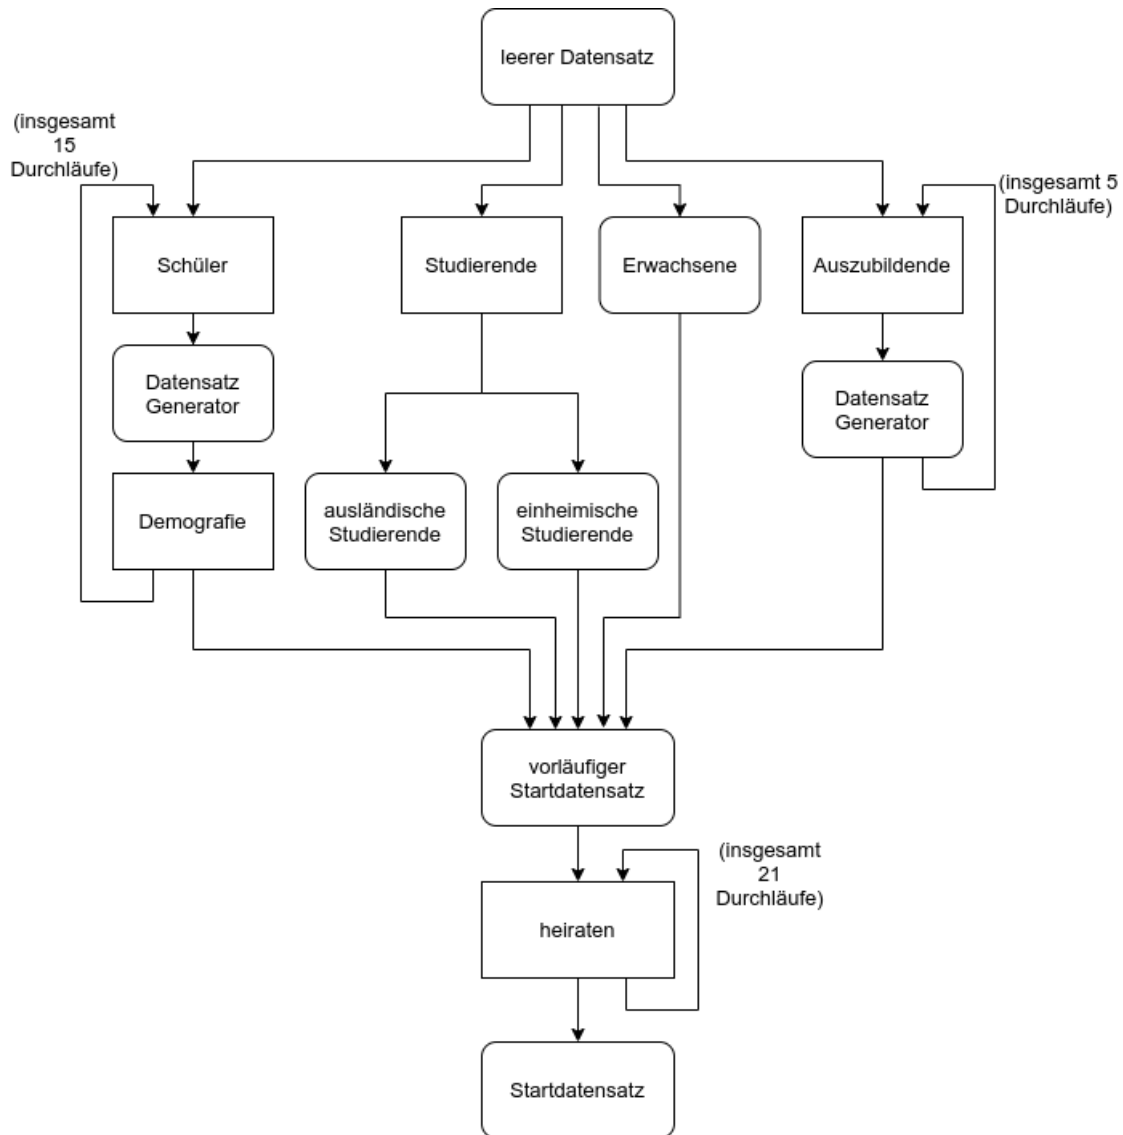 leerer Datensatz
(insgesamt
15
Durchläufe)
(insgesamt 5
Durchläufe)
Schüler
Studierende
Erwachsene
Auszubildende
Datensatz
Generator
Datensatz
Generator
Demografie
ausländische
Studierende
einheimische
Studierende
vorläufiger
Startdatensatz
(insgesamt
21
Durchläufe)
heiraten
Startdatensatz